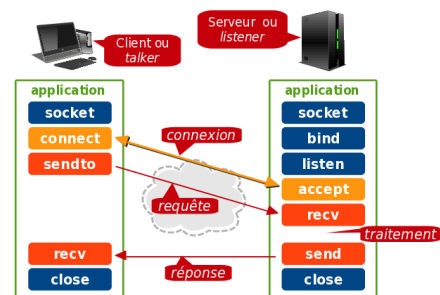 Client ou
talker
Serveur ou
listener
application
socket
connect
sendto
recv
close
connexion
requête
réponse
application
socket
bind
listen
accept
recv
traitement
send
close